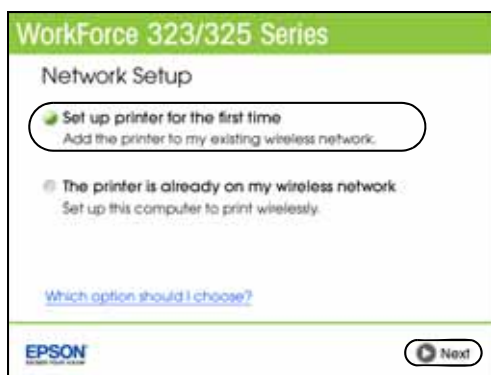 WorkForce 323/325 Series
Network Setup
Set up printer for the first time
Add the printer to my existing wireless network.
The printer is already on my wireless network
Set up this computer to print wirelessly.
Which option should I choose?
EPSON
Next